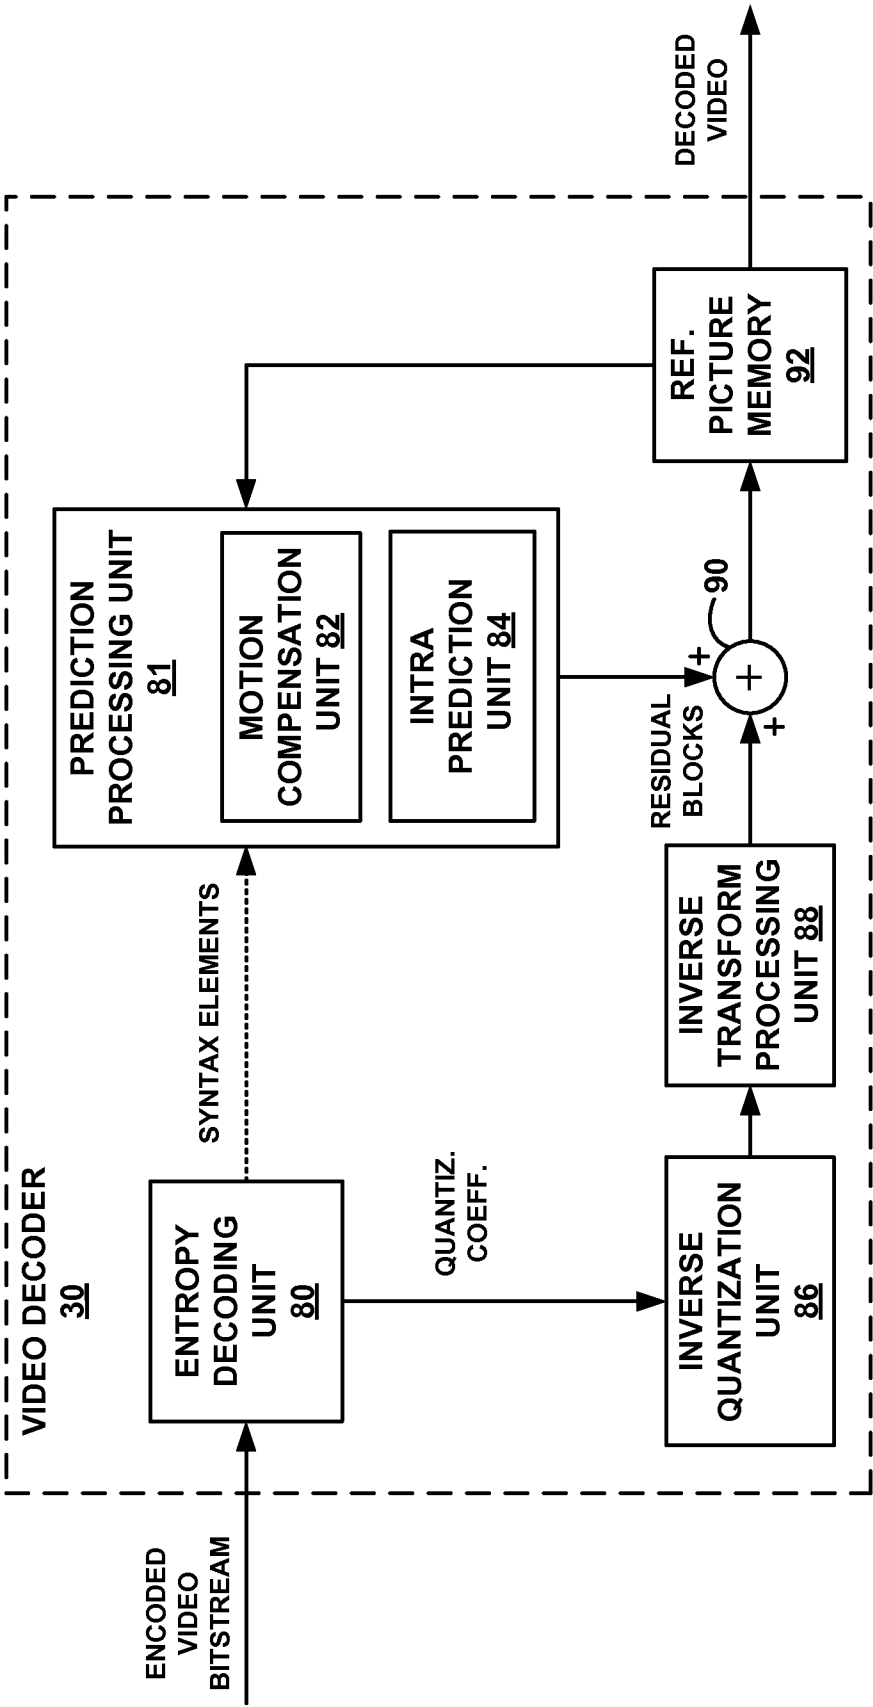 VIDEO DECODER
30
ENCODED
VIDEO
BITSTREAM
ENTROPY
DECODING
UNIT
80
SYNTAX ELEMENTS
QUANTIZ.
COEFF.
PREDICTION
PROCESSING UNIT
81
MOTION
COMPENSATION
UNIT 82
INTRA
PREDICTION
UNIT 84
INVERSE
QUANTIZATION
UNIT
86
INVERSE
TRANSFORM
PROCESSING
UNIT 88
RESIDUAL
BLOCKS
+
+
+
90
REF.
PICTURE
MEMORY
92
DECODED
VIDEO